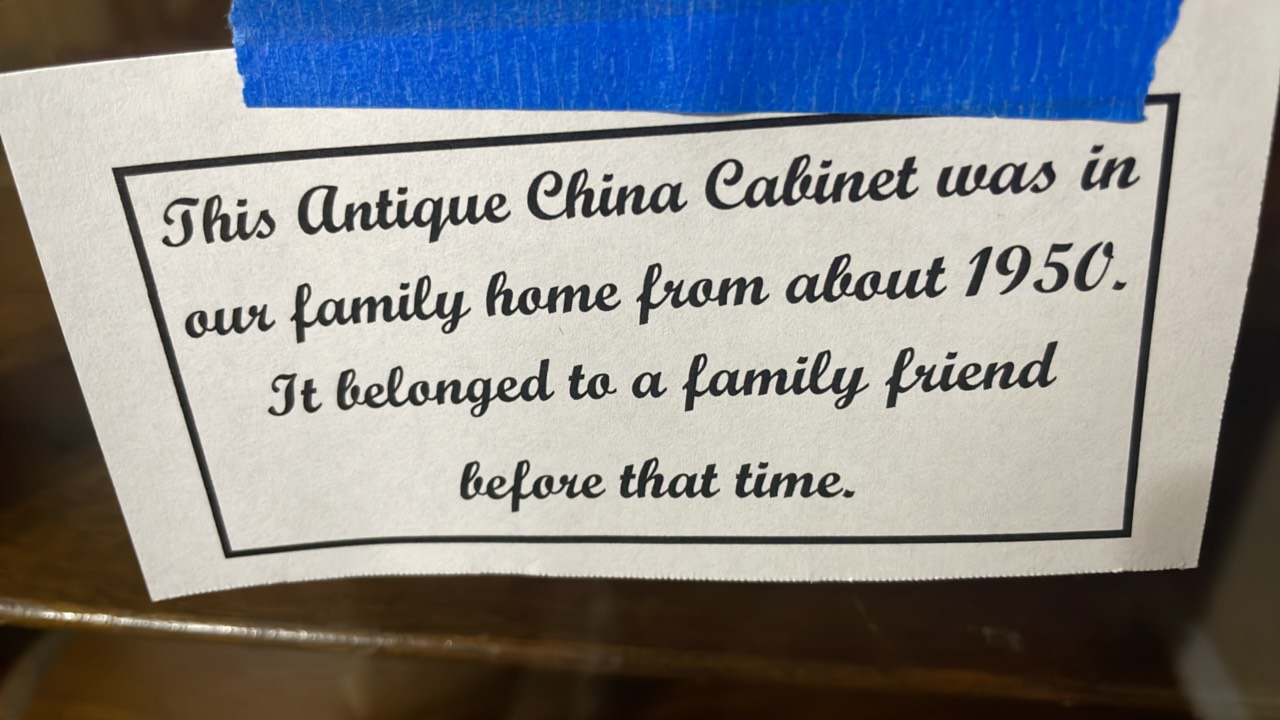 This Antique China Cabinet was in
our family home from about 1950.
It belonged to a family friend
before that time.